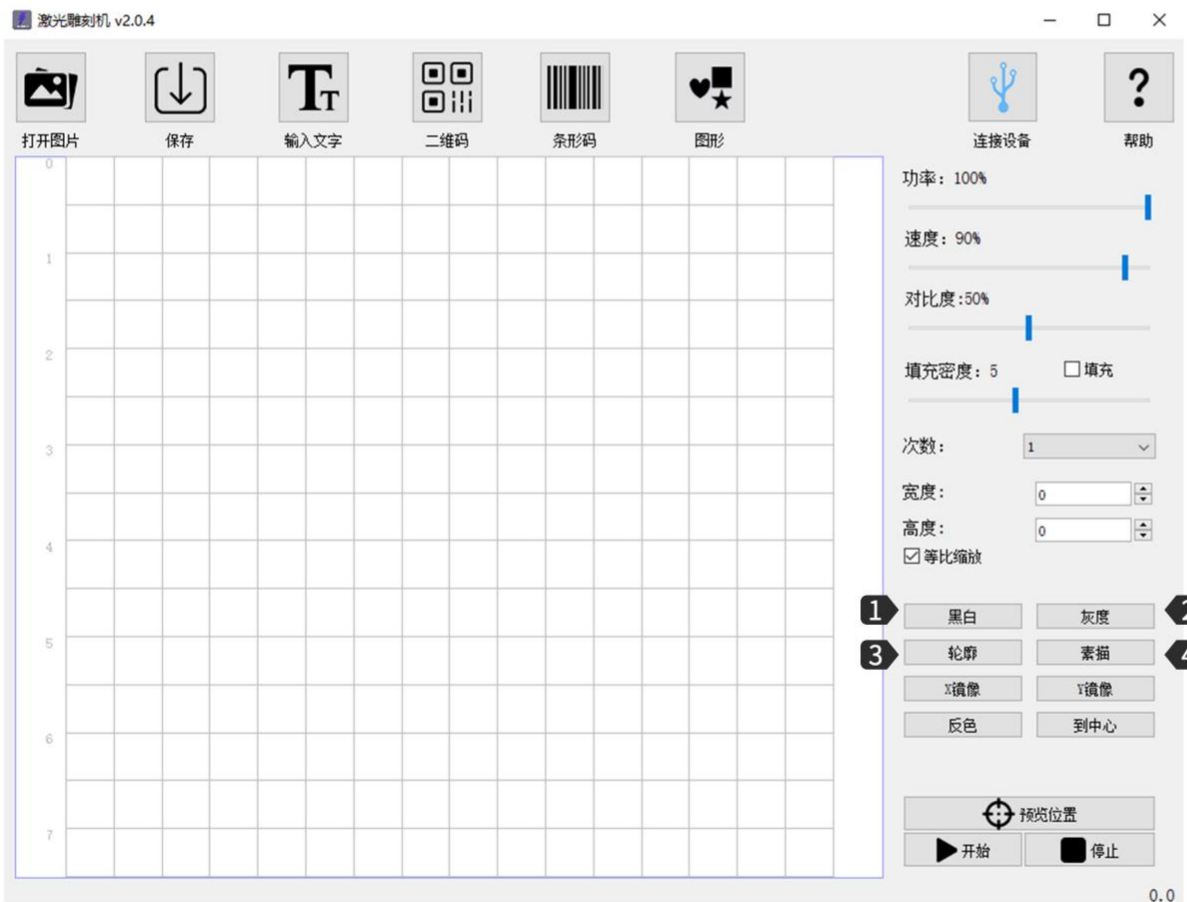 激光雕刻机 v2.0.4
打开图片
保存
输入文字
二维码
条形码
图形
连接设备
帮助
0
1
2
3
4
5
6
7
功率: 100%
速度: 90%
对比度:50%
填充密度: 5
填充
次数:
1
宽度:
0
高度:
0
等比缩放
1
黑白
灰度
2
3
轮廓
素描
4
X镜像
Y镜像
反色
到中心
预览位置
开始
停止
0.0